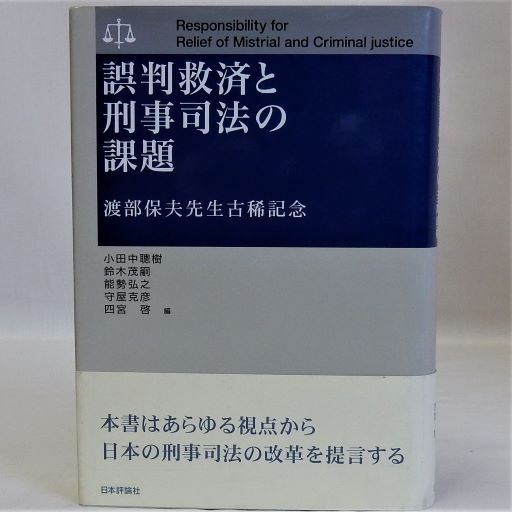 Responsibility for
Relief of Mistrial and Criminal justice
誤判救済と
刑事司法の
課題
渡部保夫先生古稀記念
小田中聰樹
鈴木茂嗣
能勢弘之
守屋克彦
四宮 啓 編
本書はあらゆる視点から
日本の刑事司法の改革を提言する
日本評論社